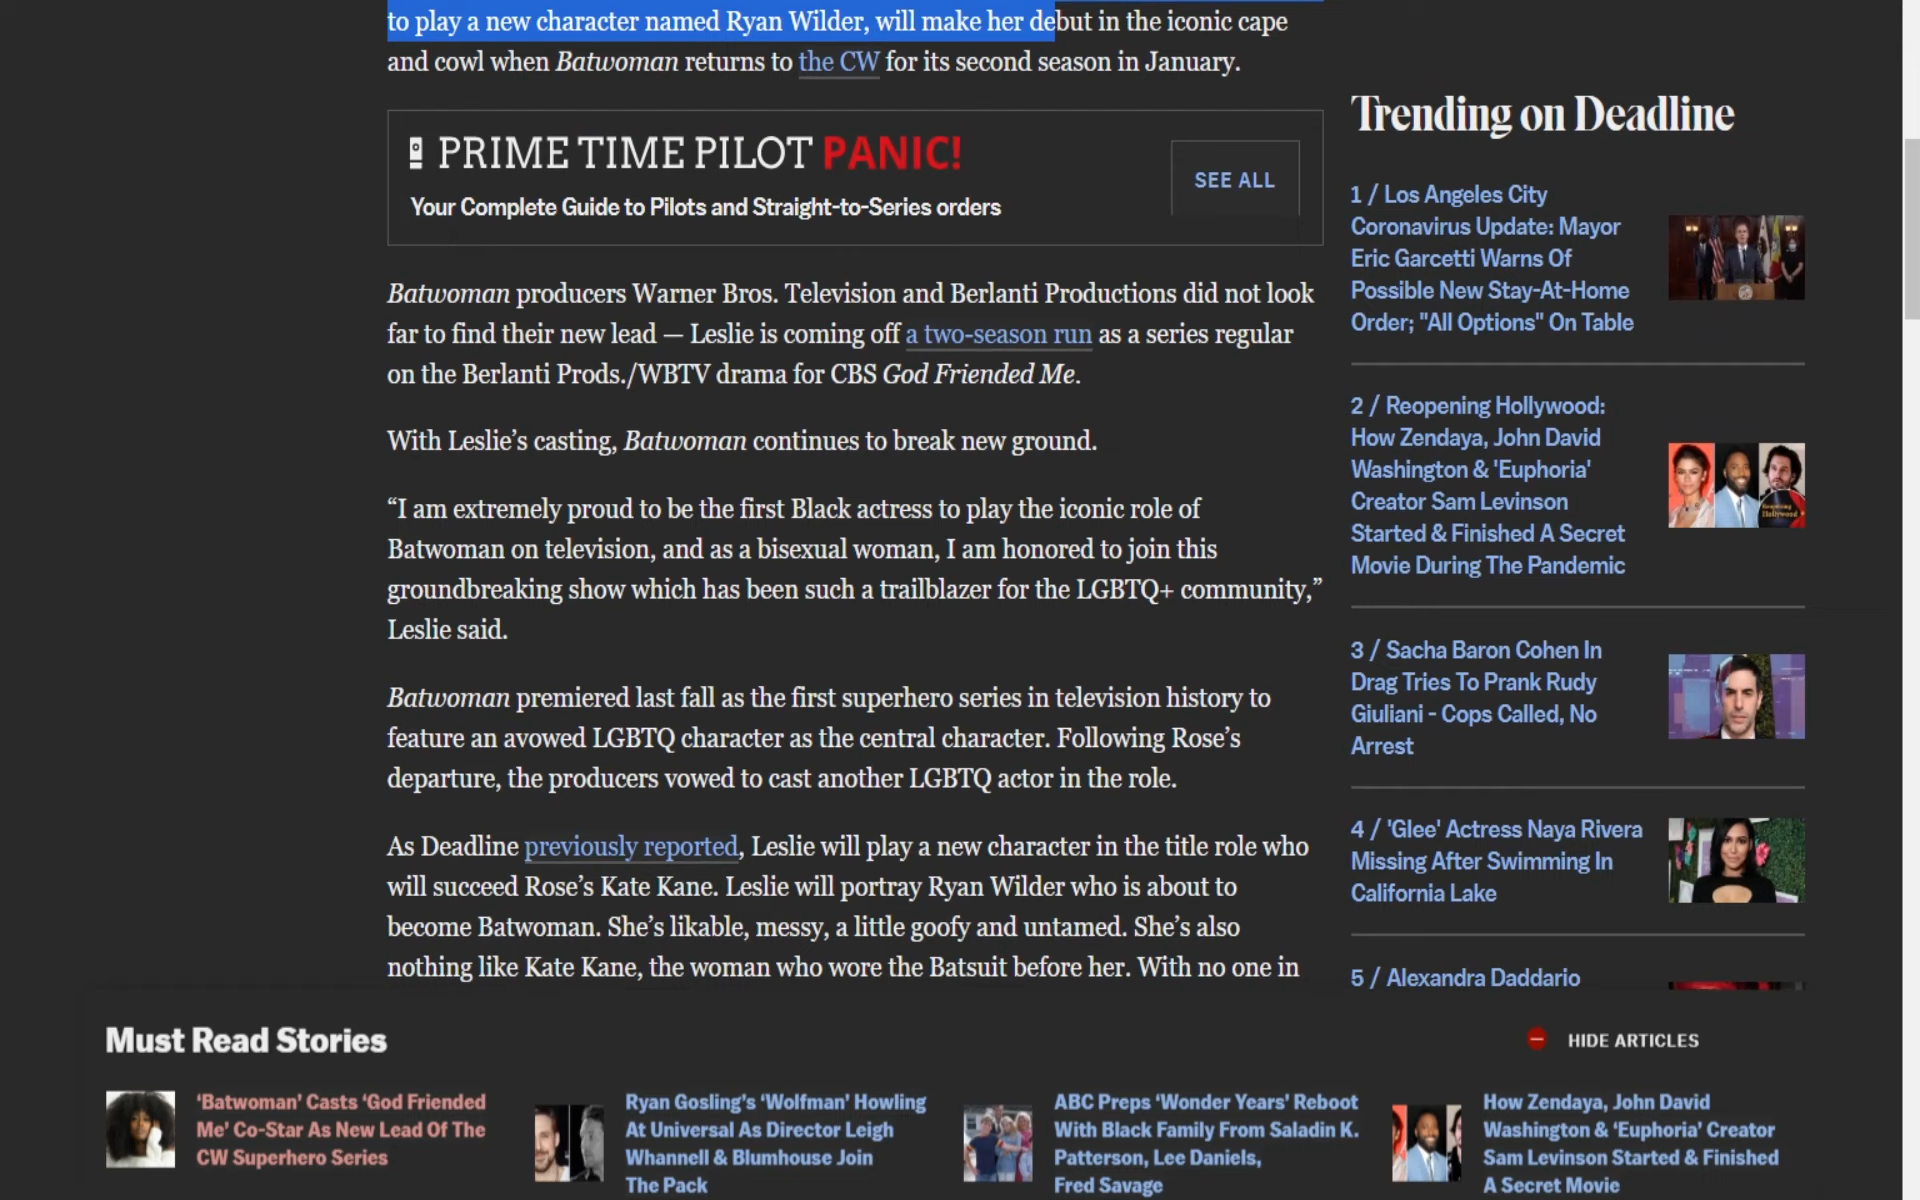 to play a new character named Ryan Wilder, will make her debut in the iconic cape
and cowl when Batwoman returns to the CW for its second season in January.
PRIME TIME PILOT PANIC!
Your Complete Guide to Pilots and Straight-to-Series orders
SEE ALL
Batwoman producers Warner Bros. Television and Berlanti Productions did not look
far to find their new lead — Leslie is coming off a two-season run as a series regular
on the Berlanti Prods./WBTV drama for CBS God Friended Me.
With Leslie’s casting, Batwoman continues to break new ground.
“I am extremely proud to be the first Black actress to play the iconic role of
Batwoman on television, and as a bisexual woman, I am honored to join this
groundbreaking show which has been such a trailblazer for the LGBTQ+ community,”
Leslie said.
Batwoman premiered last fall as the first superhero series in television history to
feature an avowed LGBTQ character as the central character. Following Rose’s
departure, the producers vowed to cast another LGBTQ actor in the role.
As Deadline previously reported, Leslie will play a new character in the title role who
will succeed Rose’s Kate Kane. Leslie will portray Ryan Wilder who is about to
become Batwoman. She’s likable, messy, a little goofy and untamed. She’s also
nothing like Kate Kane, the woman who wore the Batsuit before her. With no one in
Trending on Deadline
1 / Los Angeles City
Coronavirus Update: Mayor
Eric Garcetti Warns Of
Possible New Stay-At-Home
Order; "All Options" On Table
2 / Reopening Hollywood:
How Zendaya, John David
Washington & 'Euphoria'
Creator Sam Levinson
Started & Finished A Secret
Movie During The Pandemic
Reopening
Hollywood
3 / Sacha Baron Cohen In
Drag Tries To Prank Rudy
Giuliani - Cops Called, No
Arrest
4 / 'Glee' Actress Naya Rivera
Missing After Swimming In
California Lake
5 / Alexandra Daddario
Must Read Stories
HIDE ARTICLES
‘Batwoman’ Casts ‘God Friended
Me’ Co-Star As New Lead Of The
CW Superhero Series
Ryan Gosling’s ‘Wolfman’ Howling
At Universal As Director Leigh
Whannell & Blumhouse Join
The Pack
ABC Preps ‘Wonder Years’ Reboot
With Black Family From Saladin K.
Patterson, Lee Daniels,
Fred Savage
How Zendaya, John David
Washington & ‘Euphoria’ Creator
Sam Levinson Started & Finished
A Secret Movie